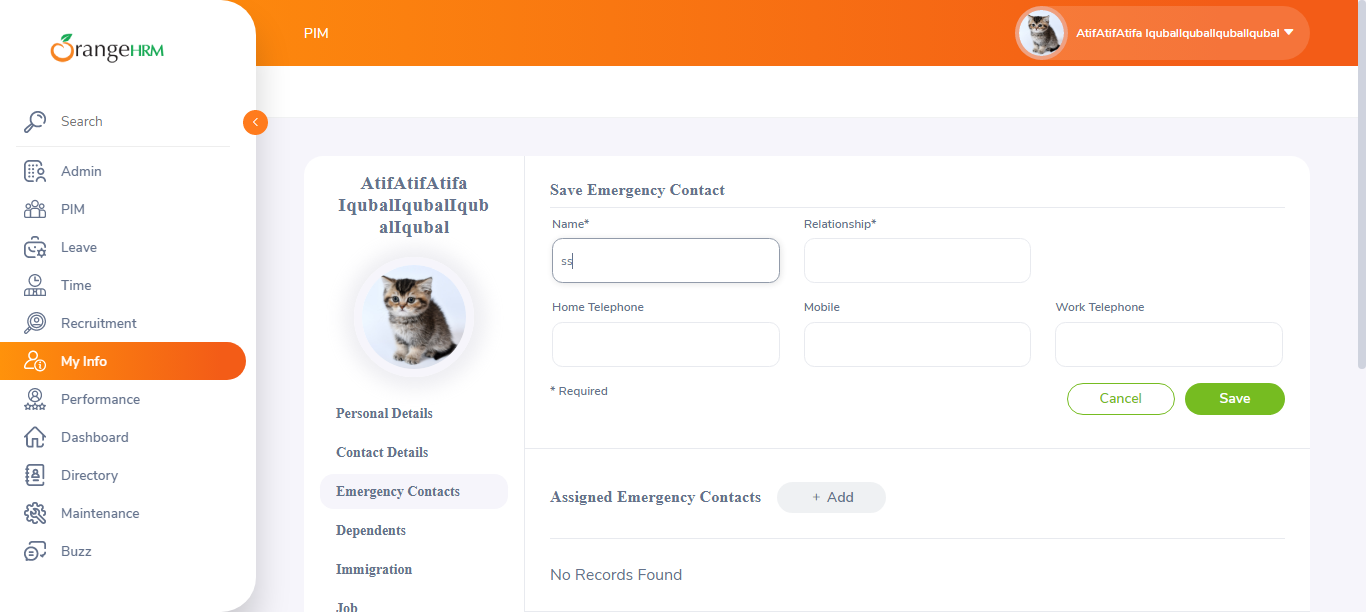 OrangeHRM
Search
Admin
PIM
Leave
Time
Recruitment
My Info
Performance
Dashboard
Directory
Maintenance
Buzz
PIM
AtifAtifAtifa IqubalIqubalIqubalIqubal
AtifAtifAtifa
IqubalIqubalIqub
alIqubal
Personal Details
Contact Details
Emergency Contacts
Dependents
Immigration
Job
Save Emergency Contact
Name* Relationship*
ss
Home Telephone Mobile Work Telephone
* Required Cancel Save
Assigned Emergency Contacts + Add
No Records Found